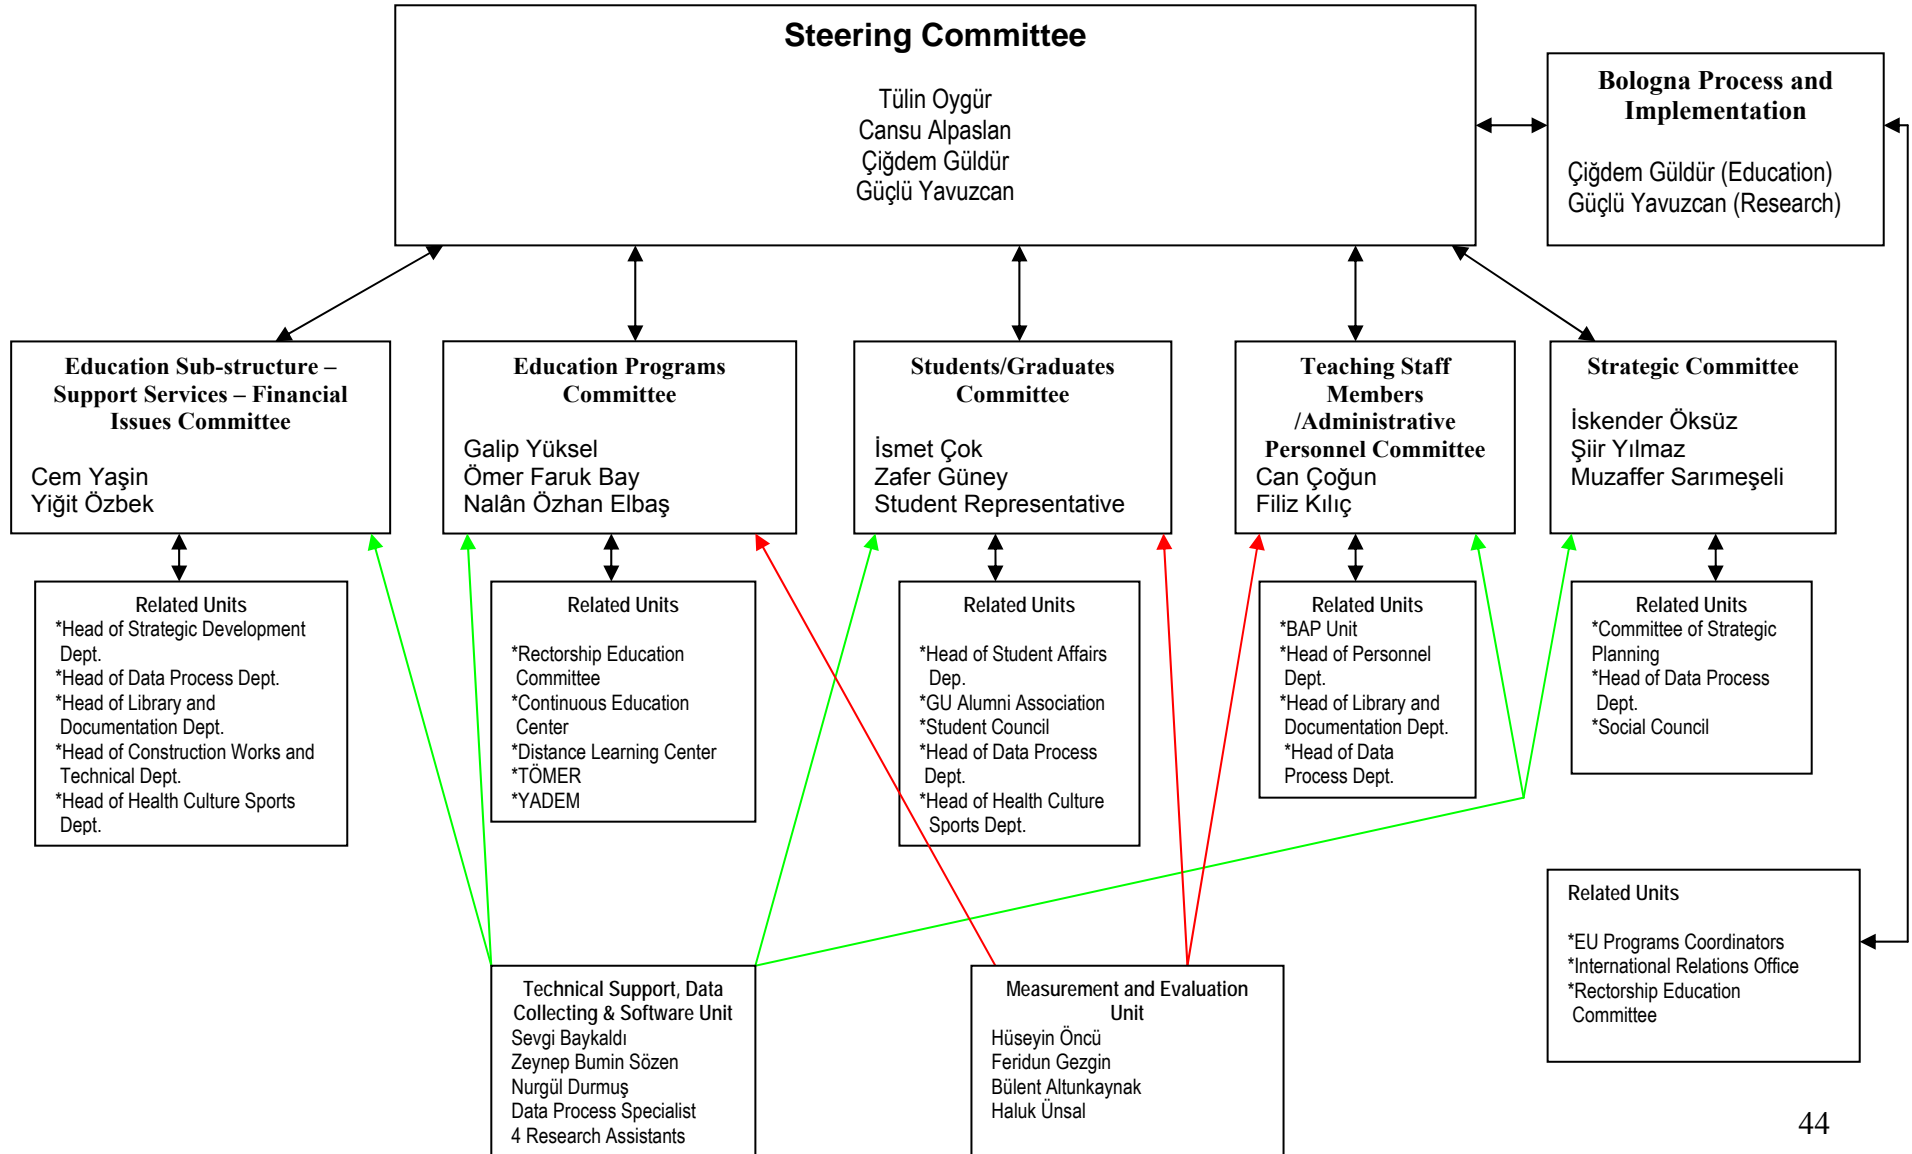 Steering Committee
Tülin Oygür
Cansu Alpaslan
Çiğdem Güldür
Güçlü Yavuzcan
Bologna Process and
Implementation
Çiğdem Güldür (Education)
Güçlü Yavuzcan (Research)
Education Sub-structure –
Support Services – Financial
Issues Committee
Cem Yaşin
Yiğit Özbek
Education Programs
Committee
Galip Yüksel
Ömer Faruk Bay
Nalân Özhan Elbaş
Students/Graduates
Committee
İsmet Çok
Zafer Güney
Student Representative
Teaching Staff
Members
/Administrative
Personnel Committee
Can Çoğun
Filiz Kılıç
Strategic Committee
İskender Öksüz
Şiir Yılmaz
Muzaffer Sarımeşeli
Related Units
*Head of Strategic Development
Dept.
*Head of Data Process Dept.
*Head of Library and
Documentation Dept.
*Head of Construction Works and
Technical Dept.
*Head of Health Culture Sports
Dept.
Related Units
*Rectorship Education
Committee
*Continuous Education
Center
*Distance Learning Center
*TÖMER
*YADEM
Related Units
*Head of Student Affairs
Dep.
*GU Alumni Association
*Student Council
*Head of Data Process
Dept.
*Head of Health Culture
Sports Dept.
Related Units
*BAP Unit
*Head of Personnel
Dept.
*Head of Library and
Documentation Dept.
*Head of Data
Process Dept.
Related Units
*Committee of Strategic
Planning
*Head of Data Process
Dept.
*Social Council
Related Units
*EU Programs Coordinators
*International Relations Office
*Rectorship Education
Committee
Technical Support, Data
Collecting & Software Unit
Sevgi Baykaldı
Zeynep Bumin Sözen
Nurgül Durmuş
Data Process Specialist
4 Research Assistants
Measurement and Evaluation
Unit
Hüseyin Öncü
Feridun Gezgin
Bülent Altunkaynak
Haluk Ünsal
44